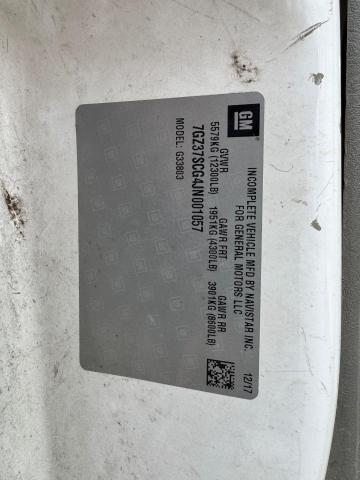 GM
INCOMPLETE VEHICLE MFD BY NAVISTAR INC.
FOR GENERAL MOTORS LLC
12/17
GVWR GAWR FRT GAWR RR
5579KG (12300LB) 1951KG (4300LB) 3901KG (8600LB)
7GZ37SCG4JN001057
MODEL: G33803